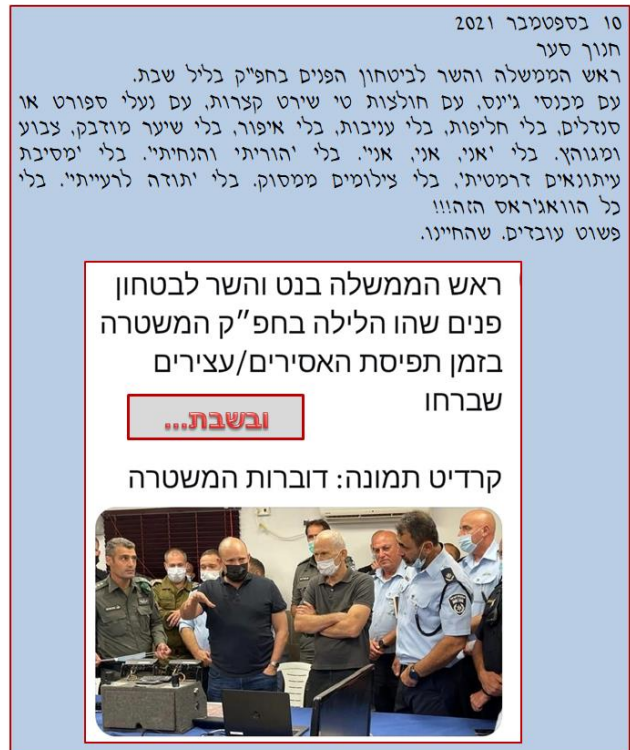 10 בספטמבר 2021
חנוך סער
ראש הממשלה והשר לביטחון הפנים בחפ"ק בליל שבת.
עם מכנסי ג'ינס, עם חולצות טי שירט קצרות, עם נעלי ספורט או
סנדלים, בלי חליפות, בלי עניבות, בלי איפור, בלי שיער מודבק, צבוע
ומגוהץ. בלי 'אני, אני, אני'. בלי 'הוריתי והנחיתי'. בלי 'מסיבת
עיתונאים דרמטית', בלי צילומים ממסוק. בלי 'תודה לרעייתי'. בלי
כל הוואג'ראס הזה!!!
פשוט עובדים. שהחיינו.
ראש הממשלה בנט והשר לבטחון
פנים שהו הלילה בחפ״ק המשטרה
בזמן תפיסת האסירים/עצירים
שברחו
ובשבת...
קרדיט תמונה: דוברות המשטרה